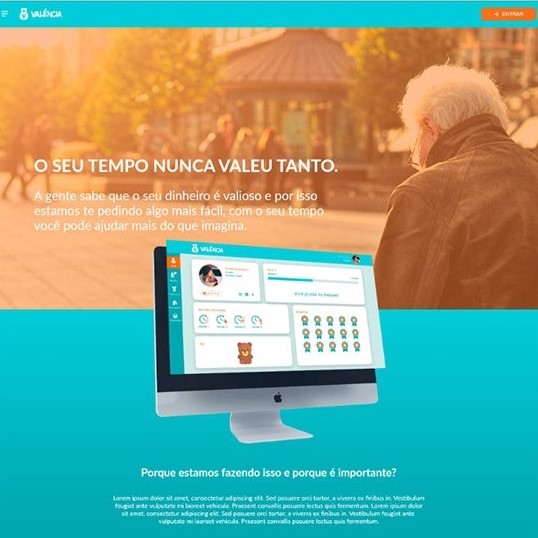 VALÊNCIA
ENTRAR
O SEU TEMPO NUNCA VALEU TANTO.
A gente sabe que o seu dinheiro é valioso e por isso
estamos te pedindo algo mais fácil, com o seu tempo
você pode ajudar mais do que imagina.
VALÊNCIA
Porque estamos fazendo isso e porque é importante?
Lorem ipsum dolor sit amet, consectetur adipiscing elit. Sed posuere orci tortor, a viverra ex finibus in. Vestibulum
feugiat ante vulputate mi laoreet vehicula. Praesent convallis posuere lectus quis fermentum. Lorem ipsum dolor
sit amet, consectetur adipiscing elit. Sed posuere orci tortor, a viverra ex finibus in. Vestibulum feugiat ante
vulputate mi laoreet vehicula. Praesent convallis posuere lectus quis fermentum.